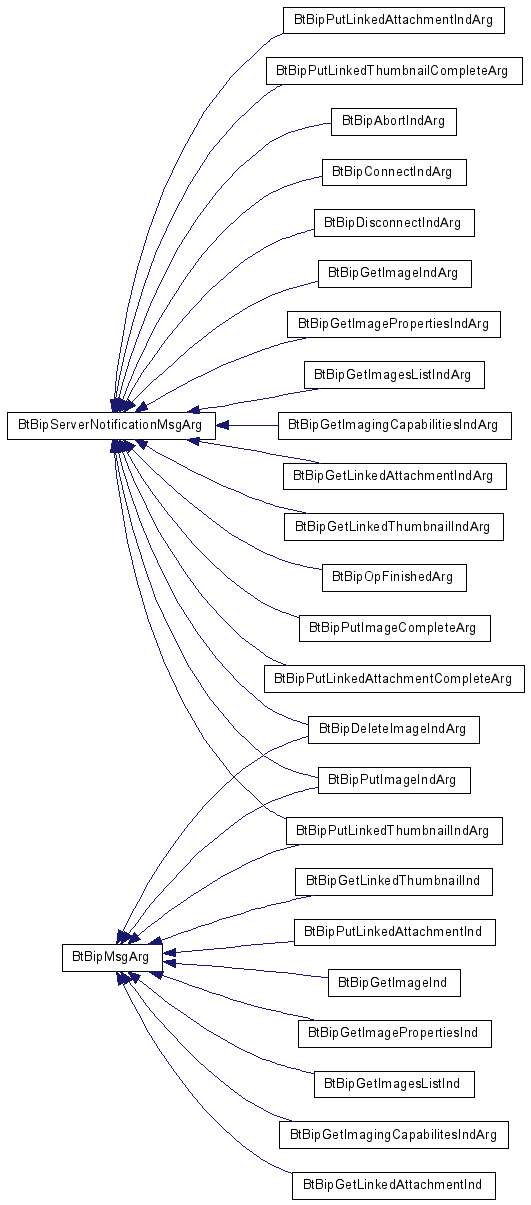 BtBipPutLinkedAttachmentIndArg
BtBipPutLinkedThumbnailCompleteArg
BtBipAbortIndArg
BtBipConnectIndArg
BtBipDisconnectIndArg
BtBipGetImageIndArg
BtBipGetImagePropertiesIndArg
BtBipGetImagesListIndArg
BtBipServerNotificationMsgArg
BtBipGetImagingCapabilitiesIndArg
BtBipGetLinkedAttachmentIndArg
BtBipGetLinkedThumbnailIndArg
BtBipOpFinishedArg
BtBipPutImageCompleteArg
BtBipPutLinkedAttachmentCompleteArg
BtBipDeleteImageIndArg
BtBipPutImageIndArg
BtBipPutLinkedThumbnailIndArg
BtBipGetLinkedThumbnailInd
BtBipPutLinkedAttachmentInd
BtBipMsgArg
BtBipGetImageInd
BtBipGetImagePropertiesInd
BtBipGetImagesListInd
BtBipGetImagingCapabilitesIndArg
BtBipGetLinkedAttachmentInd